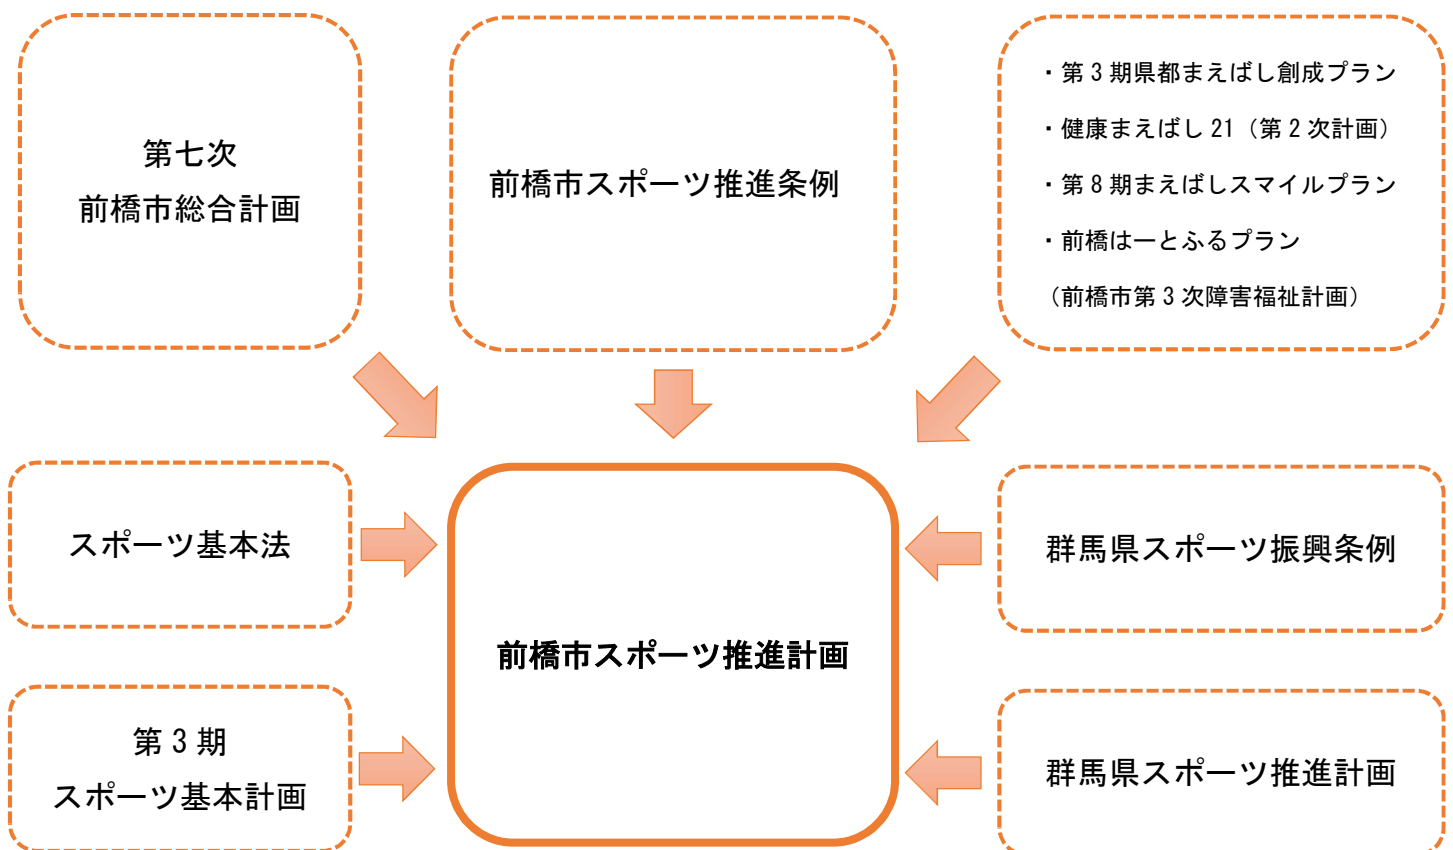 第七次
前橋市総合計画
前橋市スポーツ推進条例
・第3期県都まえばし創成プラン
・健康まえばし21（第2次計画）
・第8期まえばしスマイルプラン
・前橋はーとふるプラン
（前橋市第3次障害福祉計画）
スポーツ基本法
前橋市スポーツ推進計画
群馬県スポーツ振興条例
第3期
スポーツ基本計画
群馬県スポーツ推進計画